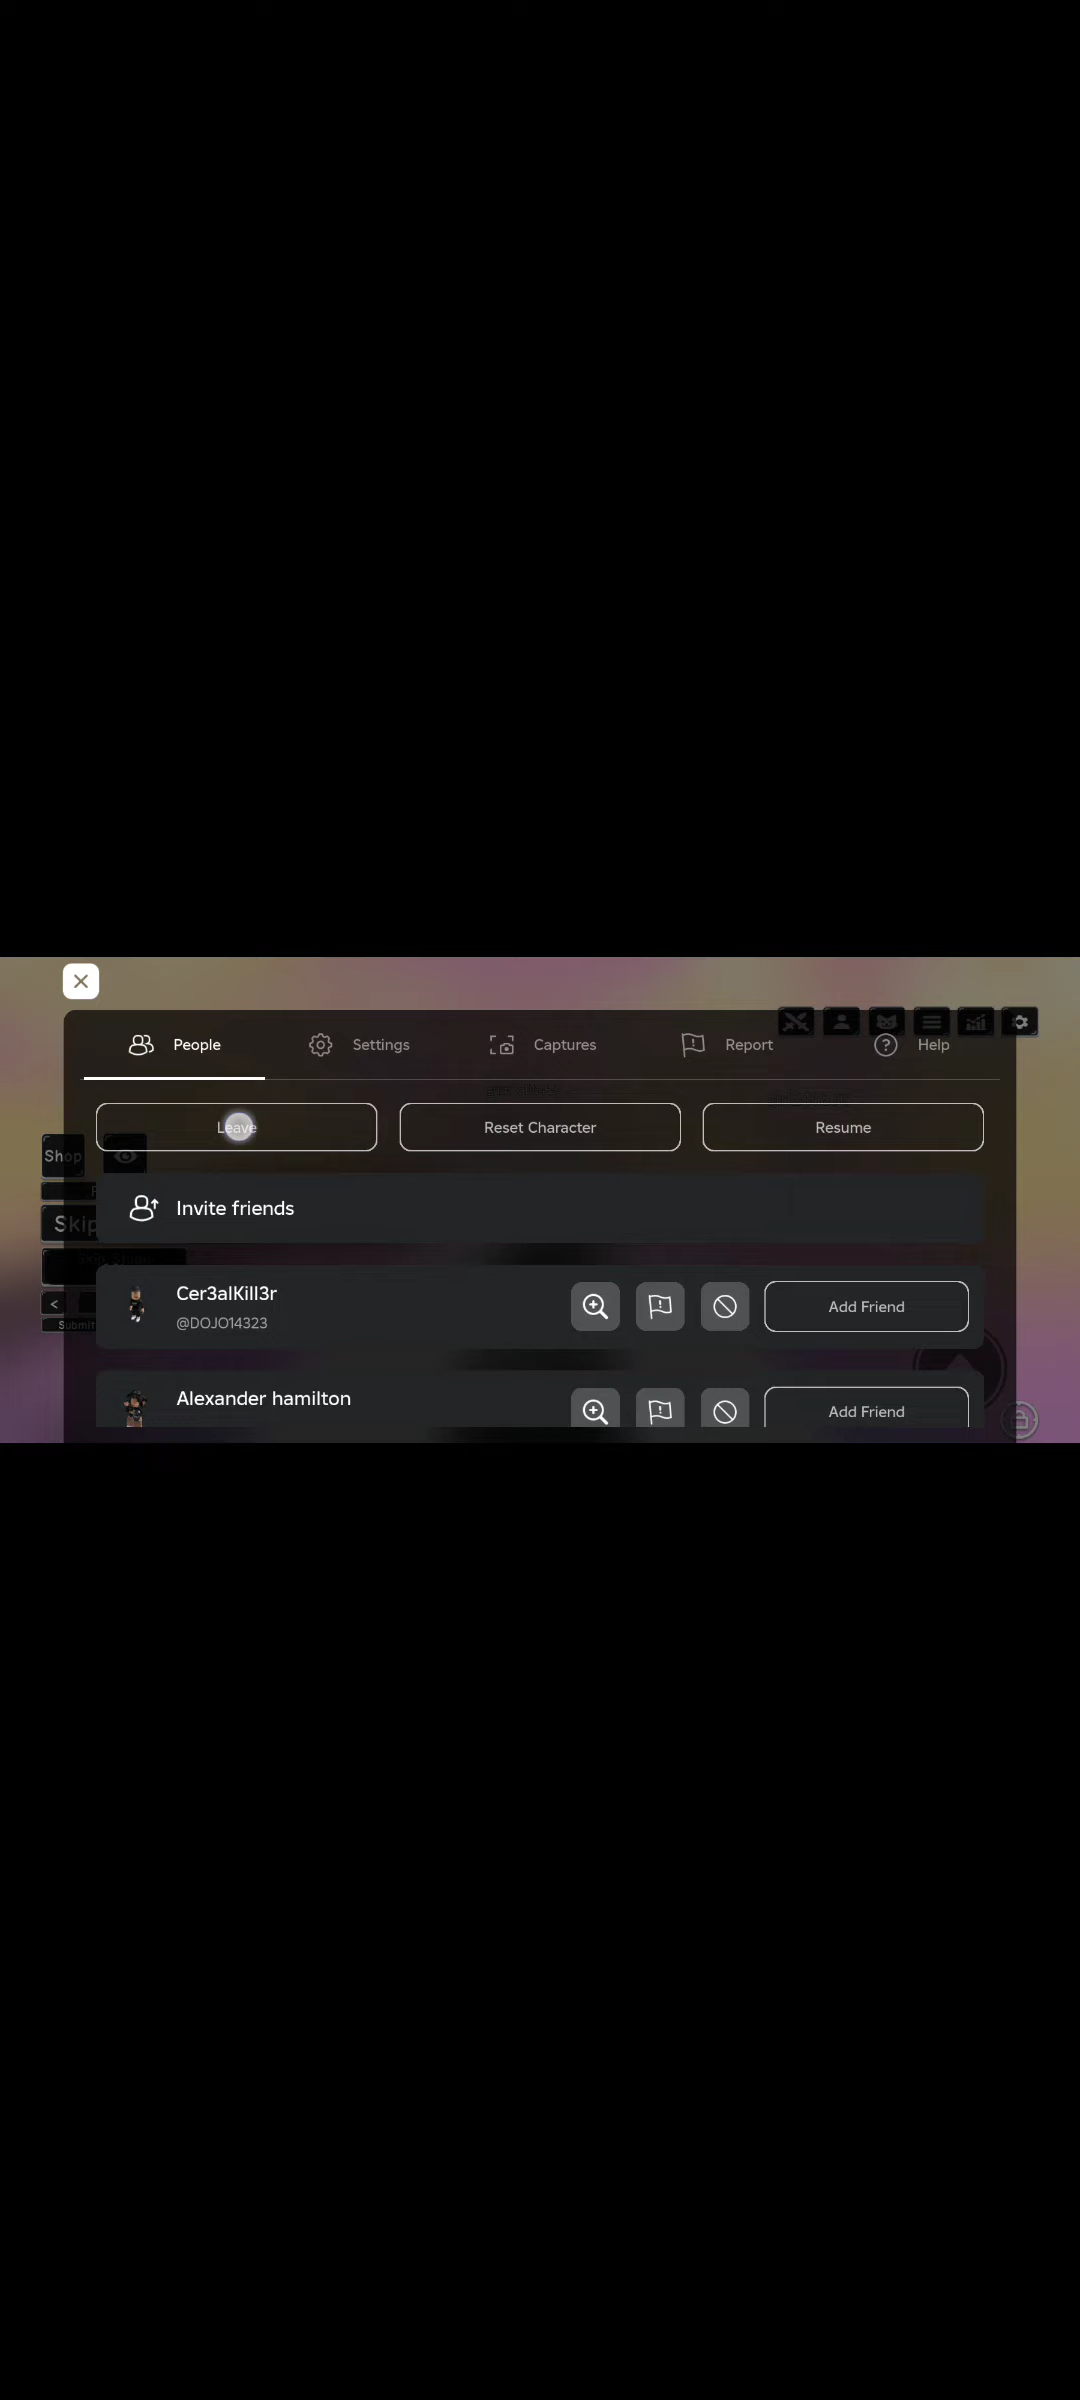 People
Settings
Captures
Report
Help
Leave
Reset Character
Resume
Shop
Invite friends
Skip
Cer3alKill3r
@DOJO14323
Add Friend
<
Submit
Alexander hamilton
Add Friend